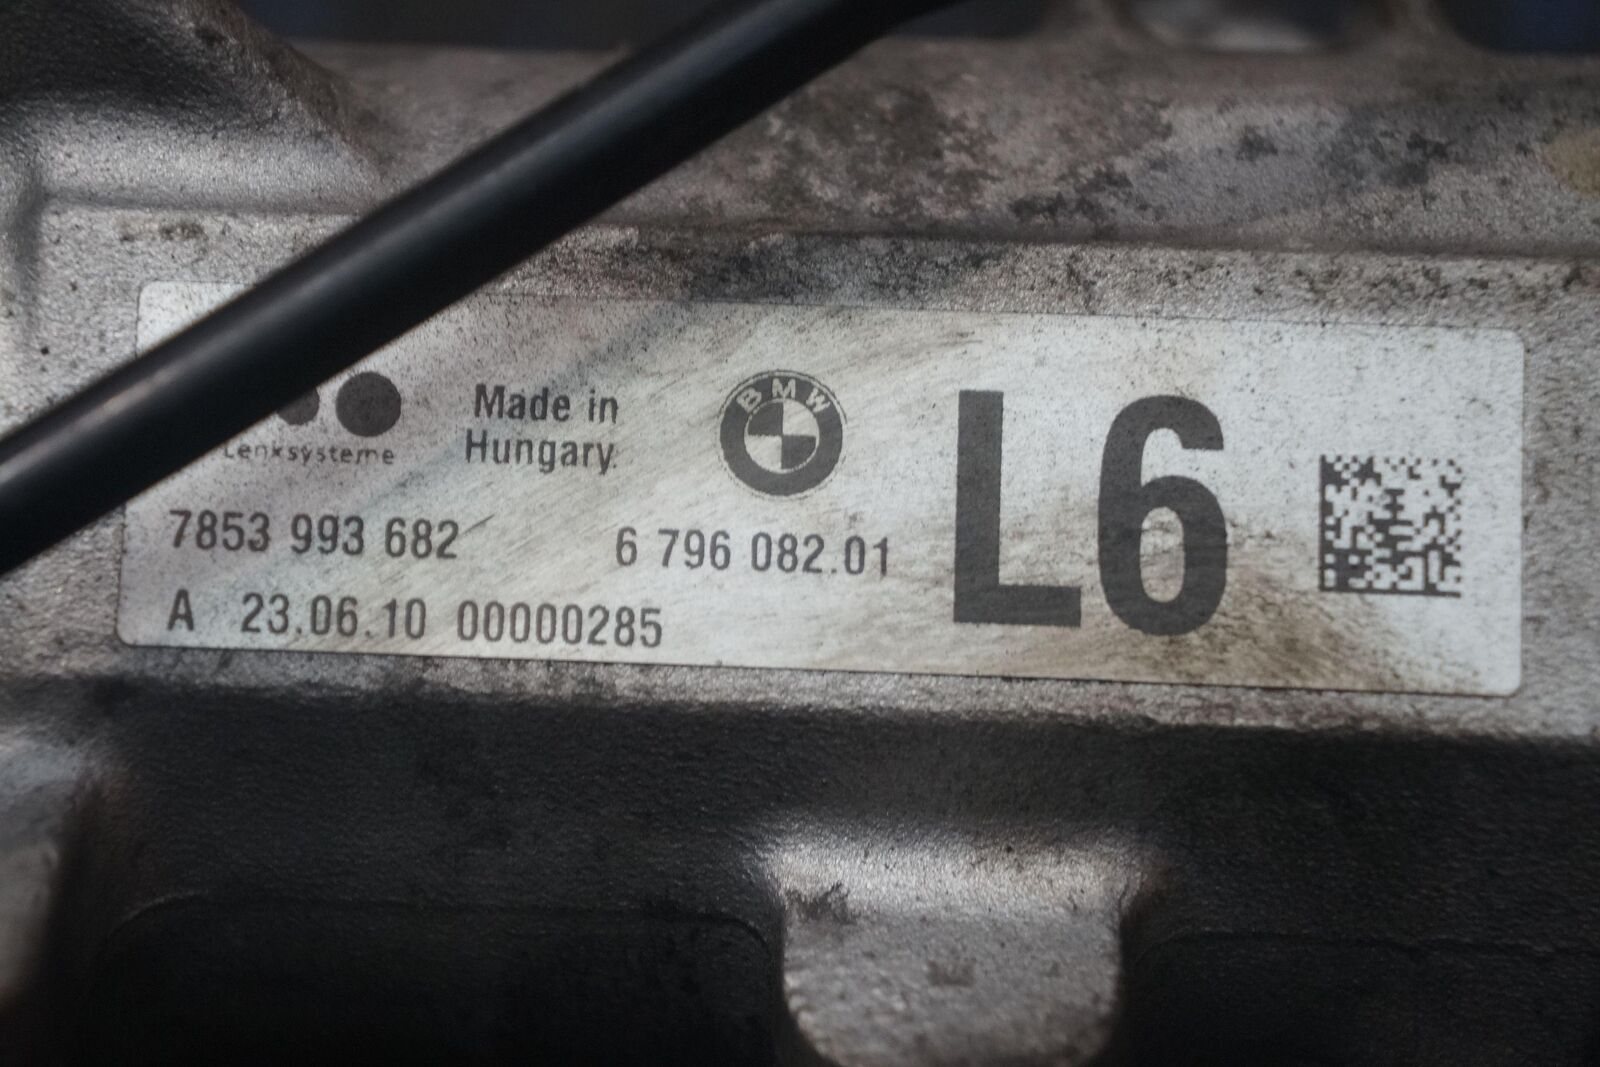 Lenksysteme
Made in
Hungary
BMW
7853 993 682
6 796 082.01
A 23.06.10 00000285
L6